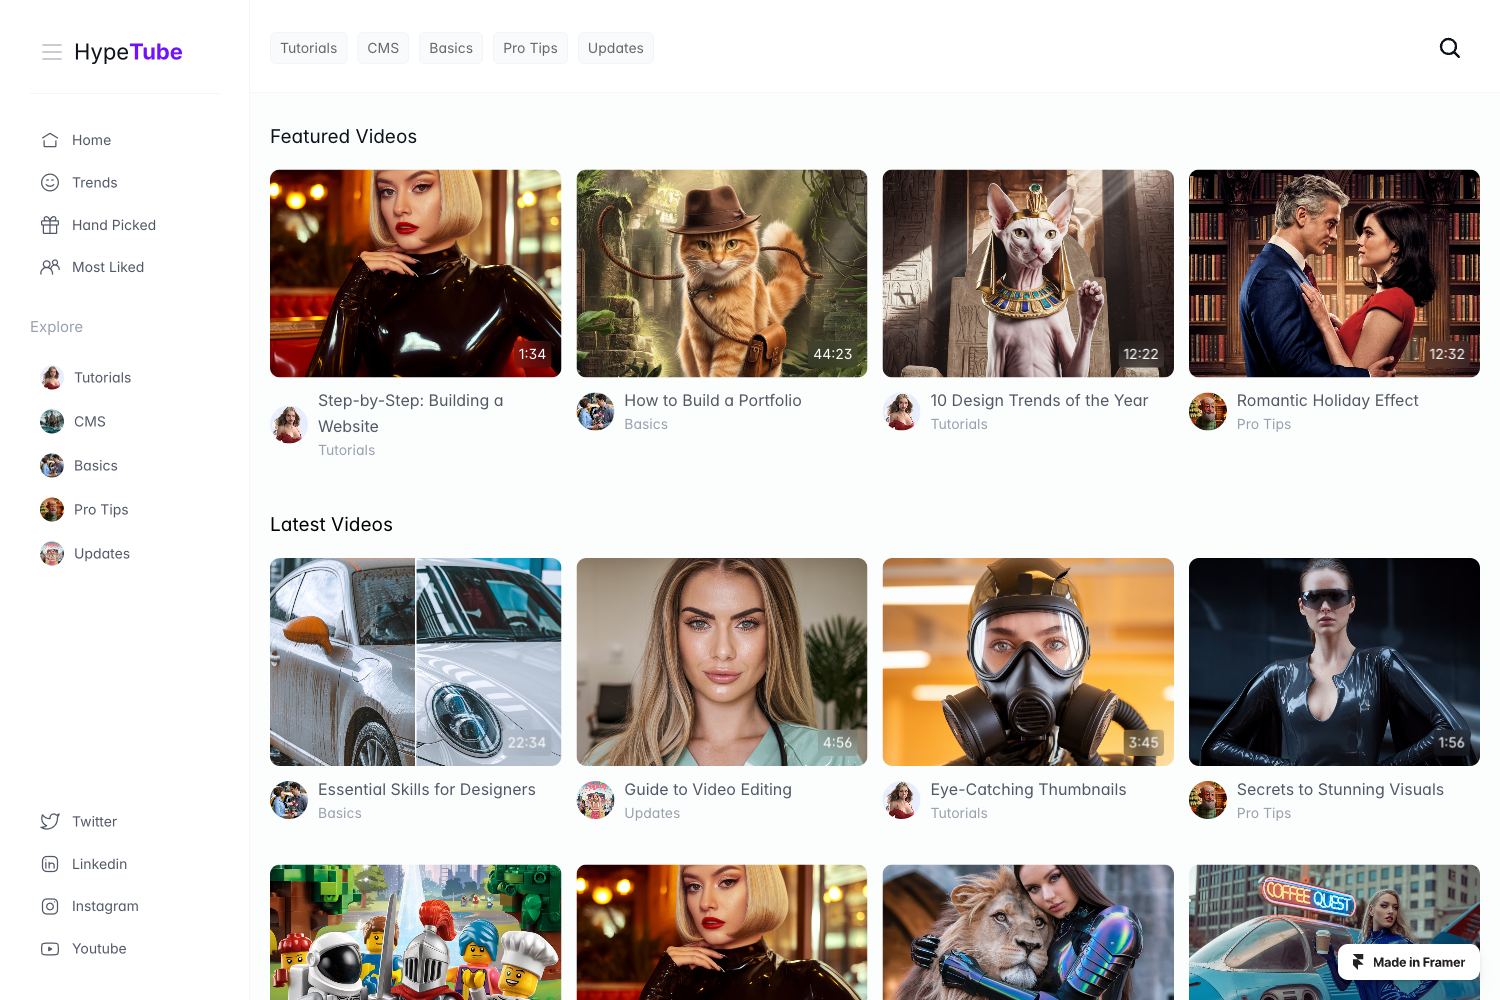 HypeTube
Home
Trends
Hand Picked
Most Liked
Explore
Tutorials
CMS
Basics
Pro Tips
Updates
Twitter
Linkedin
Instagram
Youtube
Tutorials
CMS
Basics
Pro Tips
Updates
Featured Videos
1:34
Step-by-Step: Building a
Website
Tutorials
44:23
How to Build a Portfolio
Basics
12:22
10 Design Trends of the Year
Tutorials
12:32
Romantic Holiday Effect
Pro Tips
Latest Videos
22:34
Essential Skills for Designers
Basics
4:56
Guide to Video Editing
Updates
3:45
Eye-Catching Thumbnails
Tutorials
1:56
Secrets to Stunning Visuals
Pro Tips
COFFEE QUEST
Made in Framer